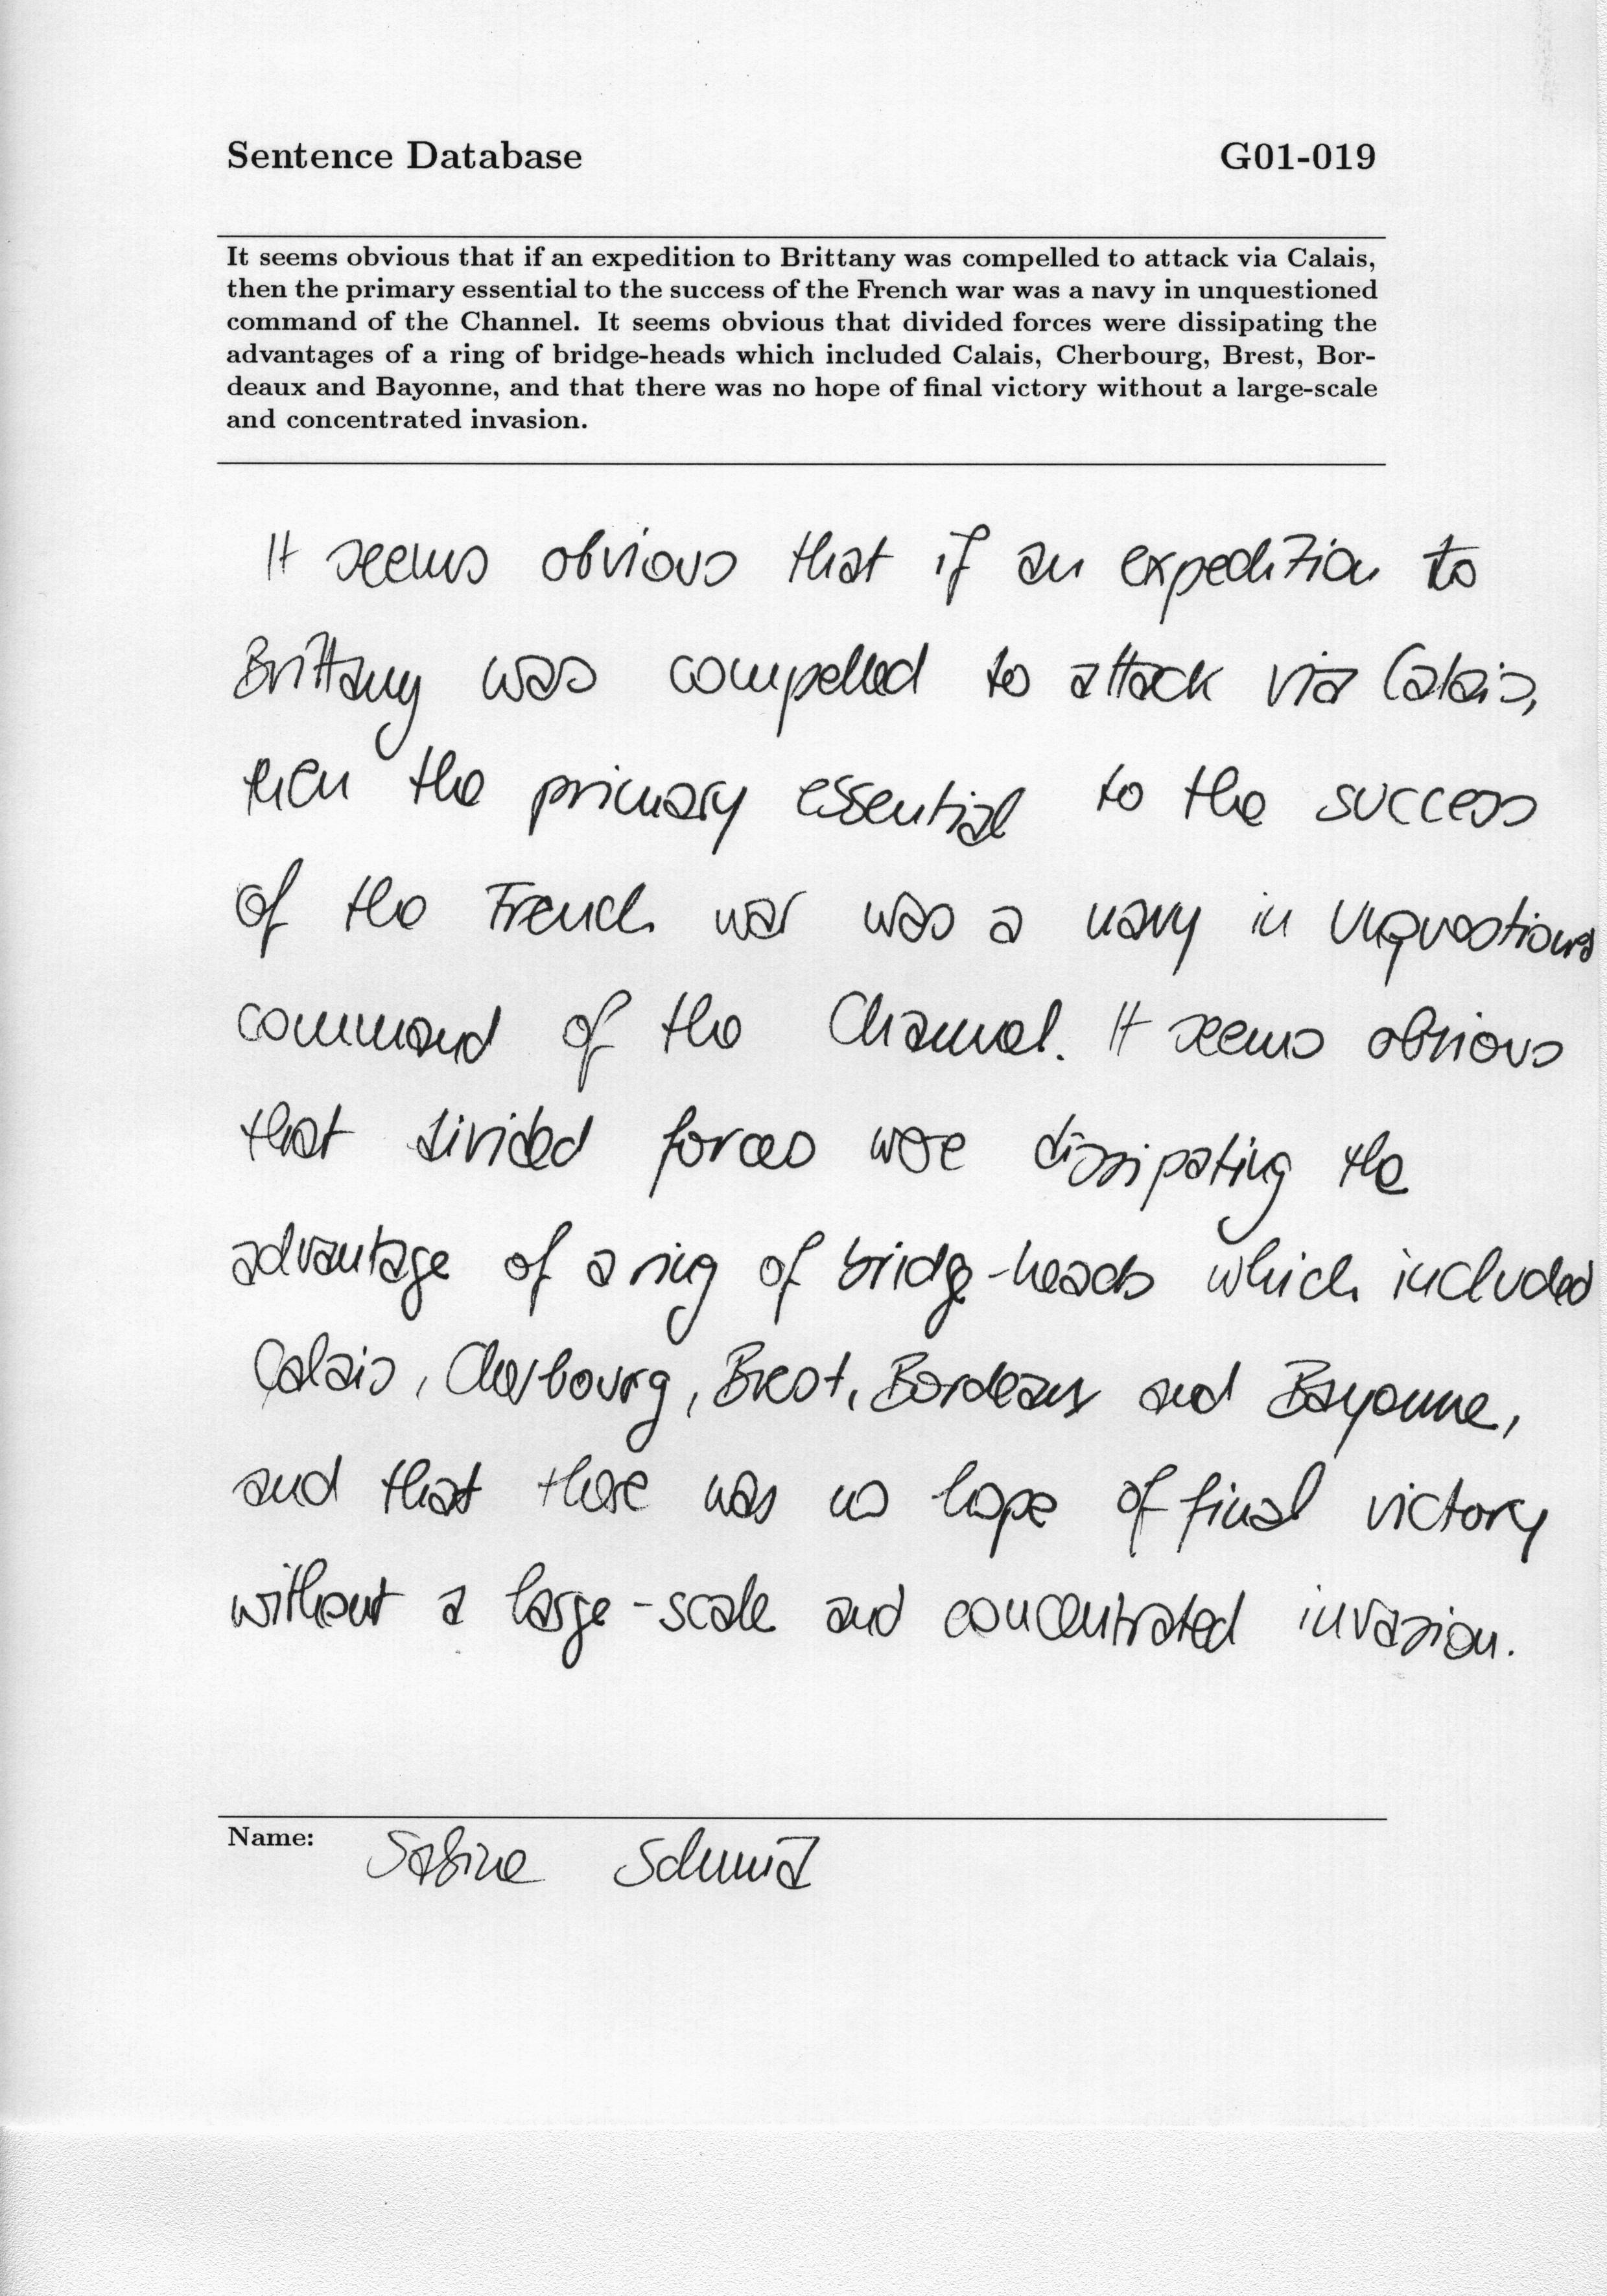 Sentence Database G01-019
It seems obvious that if an expedition to Brittany was compelled to attack via Calais,
then the primary essential to the success of the French war was a navy in unquestioned
command of the Channel. It seems obvious that divided forces were dissipating the
advantages of a ring of bridge-heads which included Calais, Cherbourg, Brest, Bor-
deaux and Bayonne, and that there was no hope of final victory without a large-scale
and concentrated invasion.
It seems obvious that if an expedition to
Brittany was compelled to attack via Calais,
then the primary essential to the success
of the French war was a navy in unquestioned
command of the Channel. It seems obvious
that divided forces were dissipating the
advantage of a ring of bridge-heads which included
Calais, Cherbourg, Brest, Bordeaux and Bayonne,
and that there was no hope of final victory
without a large-scale and concentrated invasion.
Name: Sabine